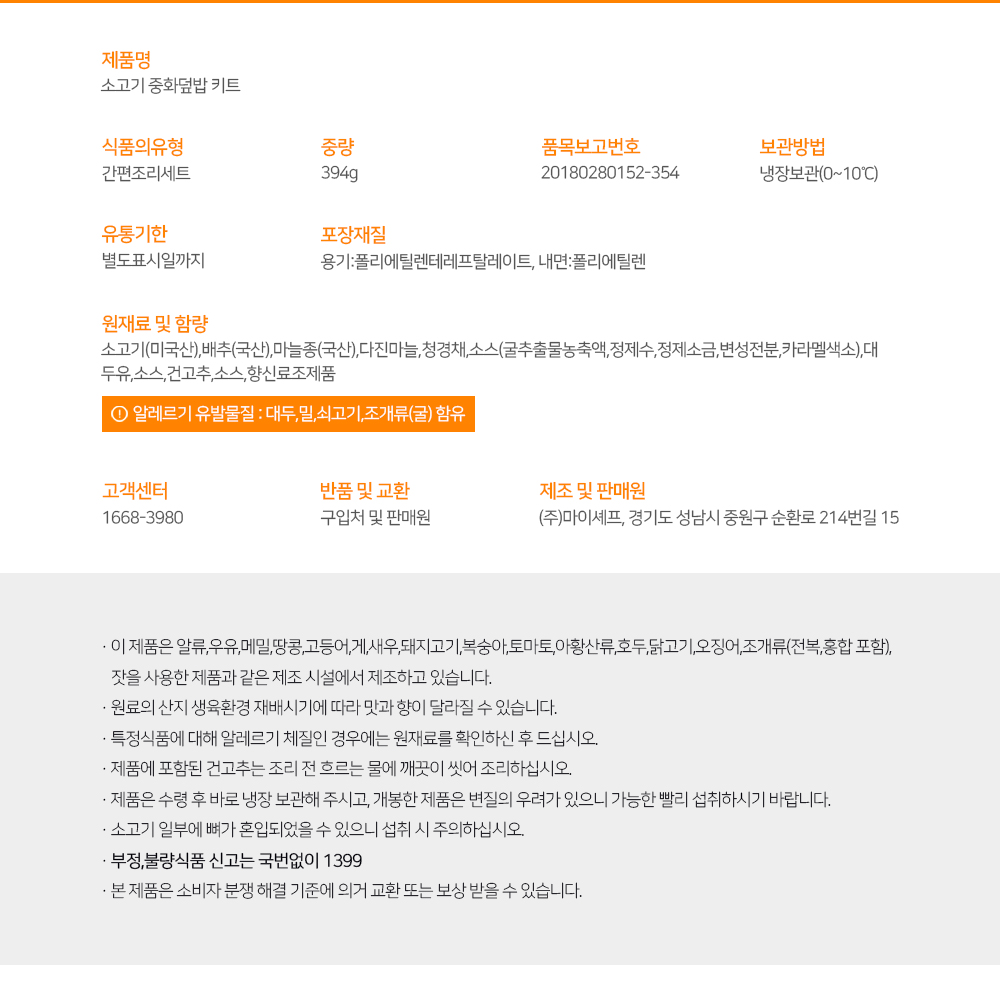 제품명
소고기 중화덮밥 키트
식품의유형
간편조리세트
중량
394g
품목보고번호
20180280152-354
보관방법
냉장보관(0~10℃)
유통기한
별도표시일까지
포장재질
용기:폴리에틸렌테레프탈레이트, 내면:폴리에틸렌
원재료 및 함량
소고기(미국산),배추(국산),마늘종(국산),다진마늘,청경채,소스(굴추출물농축액,정제수,정제소금,변성전분,카라멜색소),대
두유,소스,건고추,소스,향신료조제품
알레르기 유발물질 : 대두,밀,쇠고기,조개류(굴) 함유
고객센터
1668-3980
반품 및 교환
구입처 및 판매원
제조 및 판매원
(주)마이셰프, 경기도 성남시 중원구 순환로 214번길 15
· 이 제품은 알류,우유,메밀,땅콩,고등어,게,새우,돼지고기,복숭아,토마토,아황산류,호두,닭고기,오징어,조개류(전복,홍합 포함),
잣을 사용한 제품과 같은 제조 시설에서 제조하고 있습니다.
· 원료의 산지 생육환경 재배시기에 따라 맛과 향이 달라질 수 있습니다.
· 특정식품에 대해 알레르기 체질인 경우에는 원재료를 확인하신 후 드십시오.
· 제품에 포함된 건고추는 조리 전 흐르는 물에 깨끗이 씻어 조리하십시오.
· 제품은 수령 후 바로 냉장 보관해 주시고, 개봉한 제품은 변질의 우려가 있으니 가능한 빨리 섭취하시기 바랍니다.
· 소고기 일부에 뼈가 혼입되었을 수 있으니 섭취 시 주의하십시오.
· 부정,불량식품 신고는 국번없이 1399
· 본 제품은 소비자 분쟁 해결 기준에 의거 교환 또는 보상 받을 수 있습니다.